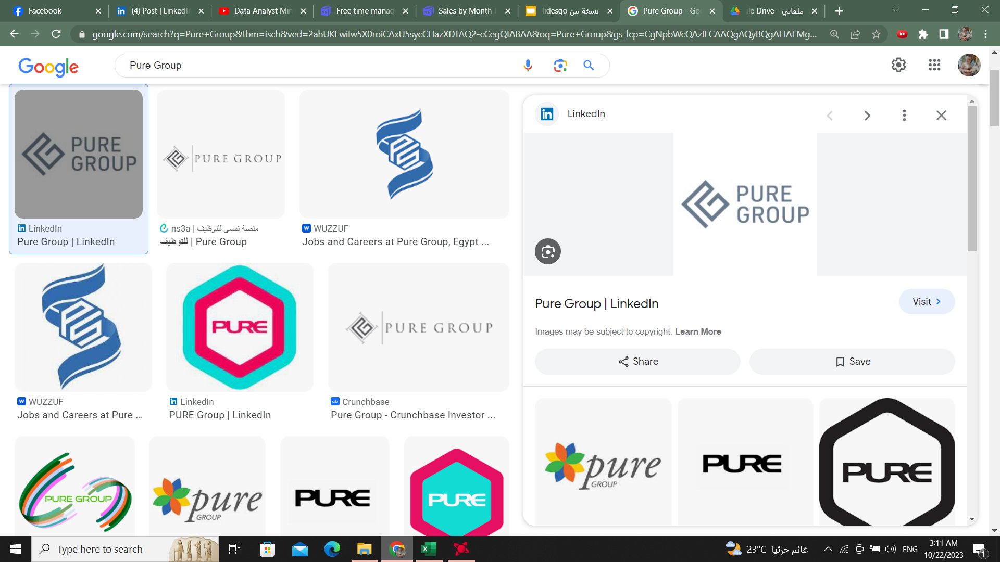 Facebook
(4) Post | LinkedIn
Data Analyst Min
Free time manag
Sales by Month
نسخة من lidesgo
Pure Group - Goo
ملفاتي - gle Drive
google.com/search?q=Pure+Group&tbm=isch&ved=2ahUKEwiIw5X0roiCAxU5sycCHazXDTAQ2-cCegQIABAA&oq=Pure+Group&gs_lcp=CgNpbWcQAzIFCAAQgAQyBQgAEIAEMg...
Google
Pure Group
PURE
GROUP
PURE GROUP
LinkedIn
Pure Group | LinkedIn
ns3a | منصة نسعى للتوظيف
للتوظيف | Pure Group
WUZZUF
Jobs and Careers at Pure Group, Egypt ...
PURE
PURE GROUP
WUZZUF
Jobs and Careers at Pure ...
LinkedIn
PURE Group | LinkedIn
Crunchbase
Pure Group - Crunchbase Investor ...
PURE GROUP
pure
GROUP
PURE
PURE
LinkedIn
PURE
GROUP
Pure Group | LinkedIn
Visit
Images may be subject to copyright. Learn More
Share
Save
pure
GROUP
PURE
PURE
Type here to search
23°C غائم جزئيًا
ENG
3:11 AM
10/22/2023
1